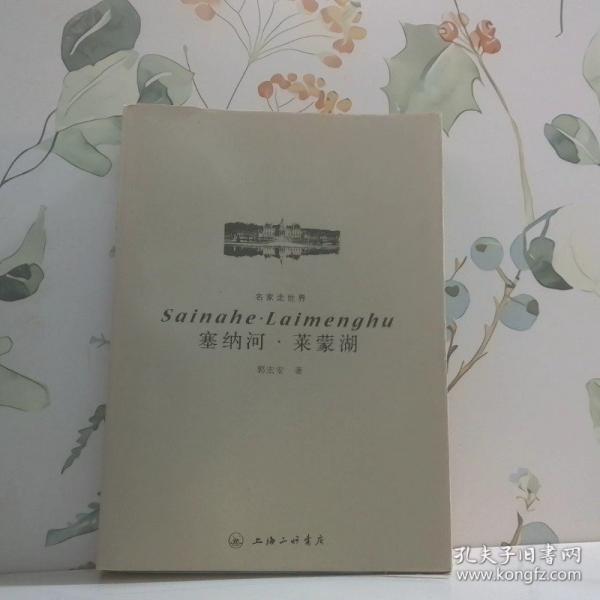 名家走世界
Sainahe·Laimenghu
塞纳河·莱蒙湖
郭宏安 著
上海三联书店
孔夫子旧书网
www.kongfz.com